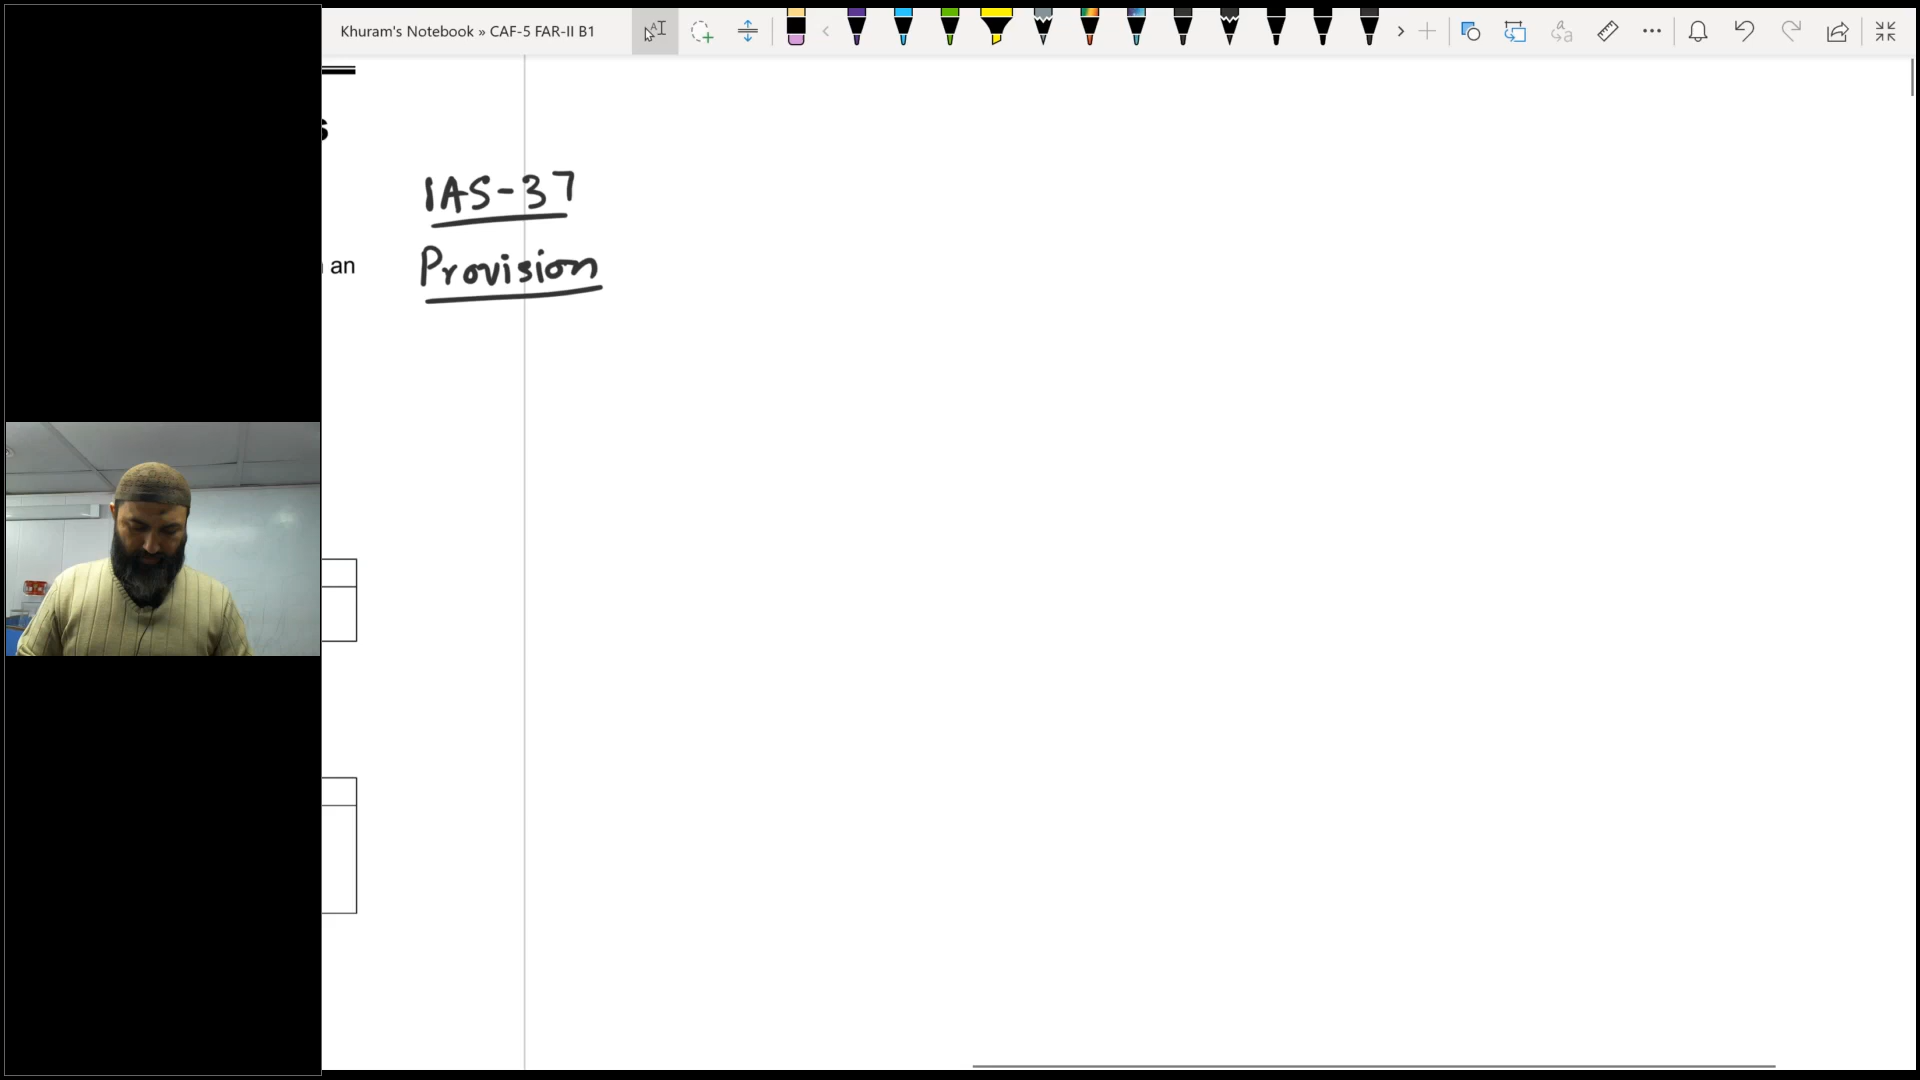 Khuram's Notebook » CAF-5 FAR-II B1
s
an
IAS-37
Provision